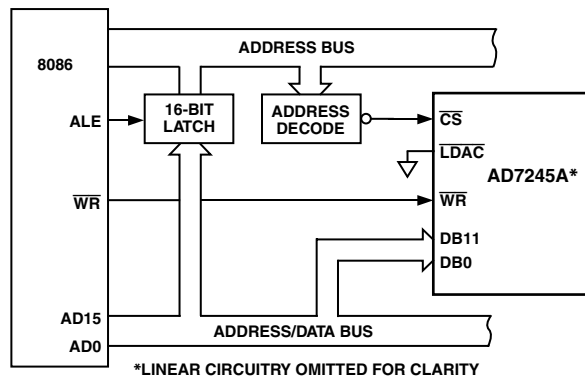 ADDRESS BUS
8086
16-BIT
LATCH
ADDRESS
DECODE
ALE
CS
LDAC
AD7245A*
WR
WR
DB11
DB0
AD15
ADDRESS/DATA BUS
AD0
*LINEAR CIRCUITRY OMITTED FOR CLARITY